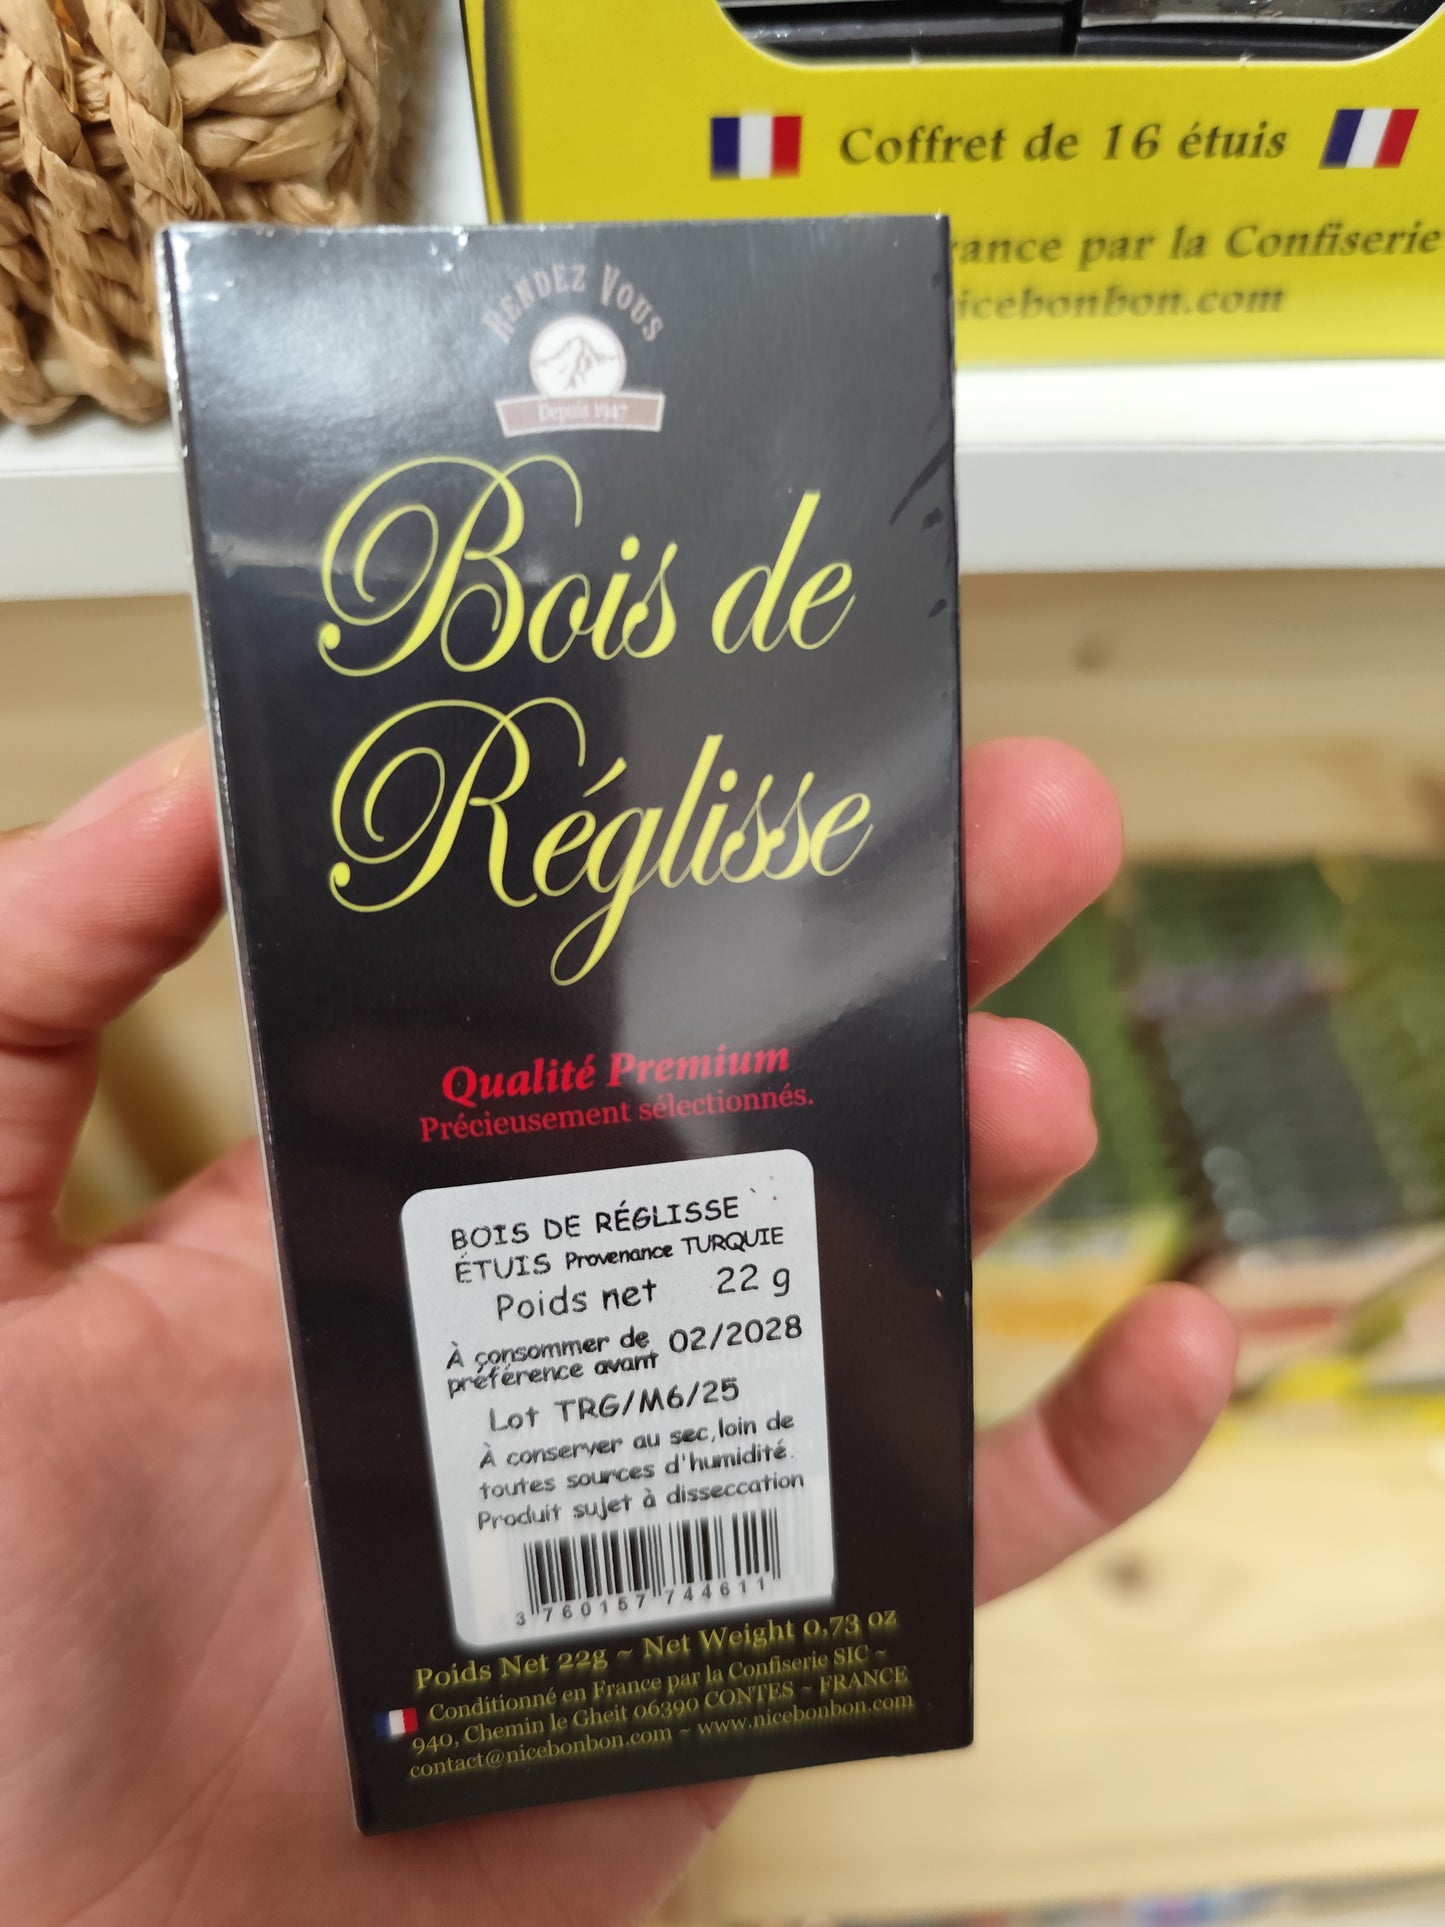 Coffret de 16 étuis
rance par la Confiserie
icebonbon.com
RENDEZ VOUS
Depuis 1947
Bois de
Réglisse
Qualité Premium
Précieusement sélectionnés.
BOIS DE RÉGLISSE
ÉTUIS Provenance TURQUIE
Poids net 22 g
À consommer de
préférence avant 02/2028
Lot TRG/M6/25
À conserver au sec, loin de
toutes sources d'humidité.
Produit sujet à disseccation
3 760157 744611
Poids Net 22g ~ Net Weight 0,73 oz
Conditionné en France par la Confiserie SIC ~
940, Chemin le Gheit 06390 CONTES ~ FRANCE
contact@nicebonbon.com ~ www.nicebonbon.com